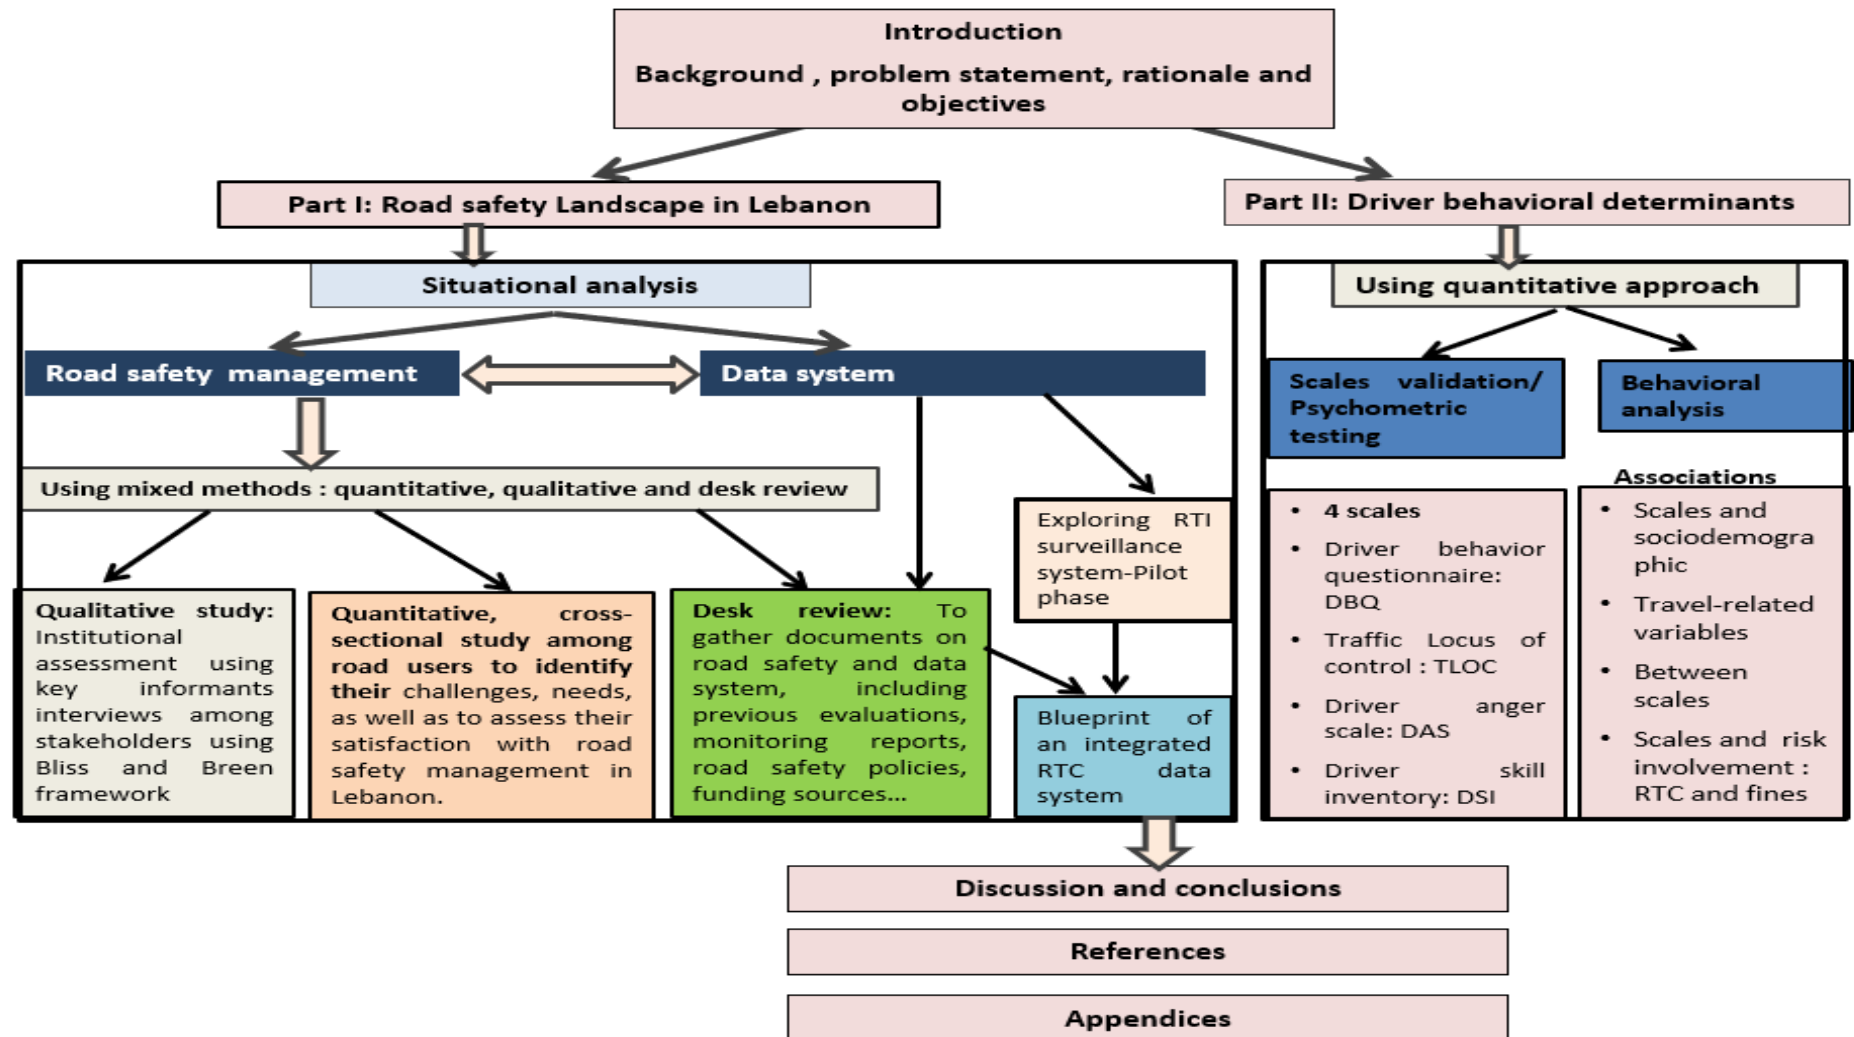 Introduction
Background , problem statement, rationale and
objectives
Part I: Road safety Landscape in Lebanon
Part II: Driver behavioral determinants
Situational analysis
Road safety management
Data system
Using mixed methods : quantitative, qualitative and desk review
Qualitative study:
Institutional
assessment using
key informants
interviews among
stakeholders using
Bliss and Breen
framework
Quantitative, cross-
sectional study among
road users to identify
their challenges, needs,
as well as to assess their
satisfaction with road
safety management in
Lebanon.
Desk review: To
gather documents on
road safety and data
system, including
previous evaluations,
monitoring reports,
road safety policies,
funding sources...
Exploring RTI
surveillance
system-Pilot
phase
Blueprint of
an integrated
RTC data
system
Using quantitative approach
Scales validation/
Psychometric
testing
Behavioral
analysis
• 4 scales
• Driver behavior
questionnaire:
DBQ
• Traffic Locus of
control : TLOC
• Driver anger
scale: DAS
• Driver skill
inventory: DSI
Associations
• Scales and
sociodemogra
phic
• Travel-related
variables
• Between
scales
• Scales and risk
involvement :
RTC and fines
Discussion and conclusions
References
Appendices